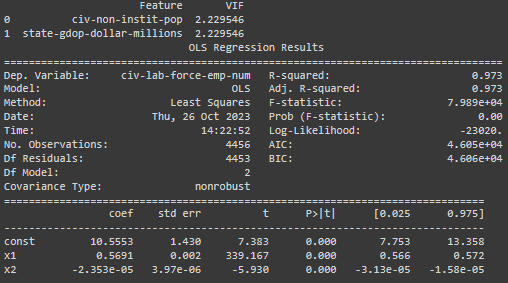 Feature VIF
0 civ-non-instit-pop 2.229546
1 state-gdop-dollar-millions 2.229546
OLS Regression Results
==============================================================================
Dep. Variable: civ-lab-force-emp-num R-squared: 0.973
Model: OLS Adj. R-squared: 0.973
Method: Least Squares F-statistic: 7.989e+04
Date: Thu, 26 Oct 2023 Prob (F-statistic): 0.00
Time: 14:22:52 Log-Likelihood: -23020.
No. Observations: 4456 AIC: 4.605e+04
Df Residuals: 4453 BIC: 4.606e+04
Df Model: 2
Covariance Type: nonrobust
==============================================================================
coef std err t P>|t| [0.025 0.975]
------------------------------------------------------------------------------
const 10.5553 1.430 7.383 0.000 7.753 13.358
x1 0.5691 0.002 339.167 0.000 0.566 0.572
x2 -2.353e-05 3.97e-06 -5.930 0.000 -3.13e-05 -1.58e-05